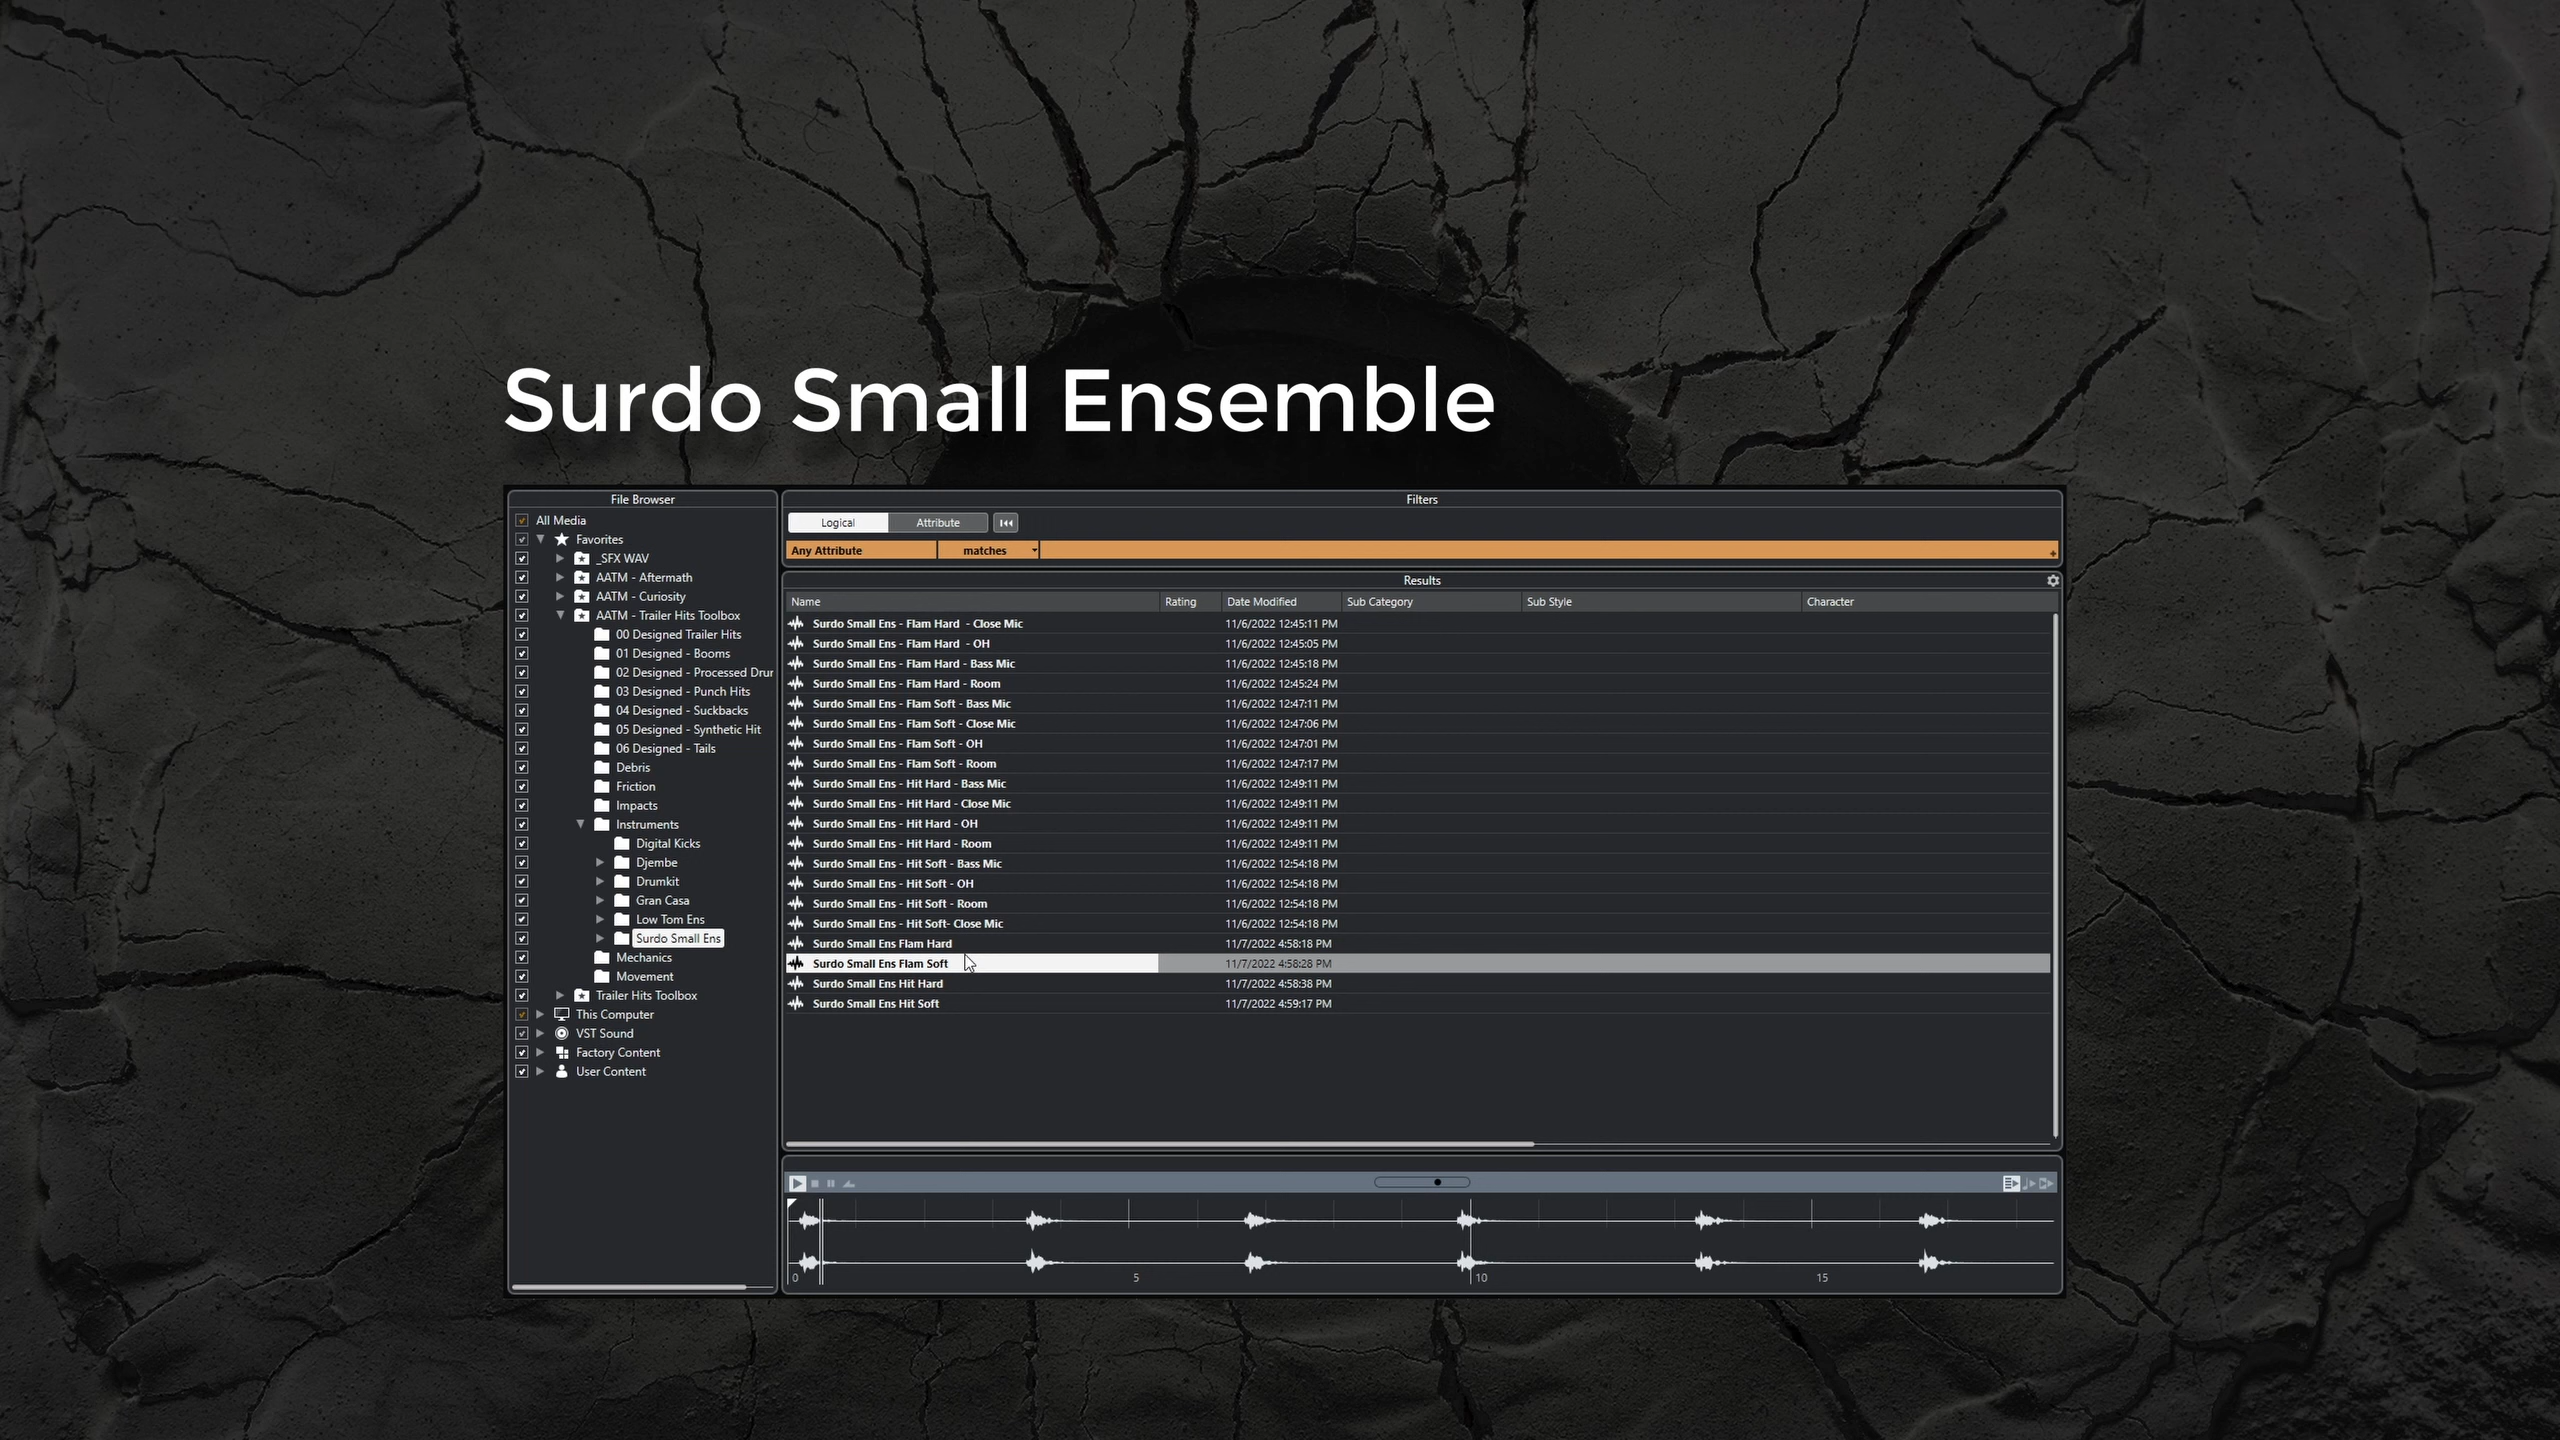 Surdo Small Ensemble
File Browser
All Media
Favorites
_SFX WAV
AATM - Aftermath
AATM - Curiosity
AATM - Trailer Hits Toolbox
00 Designed Trailer Hits
01 Designed - Booms
02 Designed - Processed Drur
03 Designed - Punch Hits
04 Designed - Suckbacks
05 Designed - Synthetic Hit
06 Designed - Tails
Debris
Friction
Impacts
Instruments
Digital Kicks
Djembe
Drumkit
Gran Casa
Low Tom Ens
Surdo Small Ens
Mechanics
Movement
Trailer Hits Toolbox
This Computer
VST Sound
Factory Content
User Content
Filters
Logical Attribute
Any Attribute matches
Results
Name Rating Date Modified Sub Category Sub Style Character
Surdo Small Ens - Flam Hard  - Close Mic 11/6/2022 12:45:11 PM
Surdo Small Ens - Flam Hard  - OH 11/6/2022 12:45:05 PM
Surdo Small Ens - Flam Hard - Bass Mic 11/6/2022 12:45:18 PM
Surdo Small Ens - Flam Hard - Room 11/6/2022 12:45:24 PM
Surdo Small Ens - Flam Soft - Bass Mic 11/6/2022 12:47:11 PM
Surdo Small Ens - Flam Soft - Close Mic 11/6/2022 12:47:06 PM
Surdo Small Ens - Flam Soft - OH 11/6/2022 12:47:01 PM
Surdo Small Ens - Flam Soft - Room 11/6/2022 12:47:17 PM
Surdo Small Ens - Hit Hard - Bass Mic 11/6/2022 12:49:11 PM
Surdo Small Ens - Hit Hard - Close Mic 11/6/2022 12:49:11 PM
Surdo Small Ens - Hit Hard - OH 11/6/2022 12:49:11 PM
Surdo Small Ens - Hit Hard - Room 11/6/2022 12:49:11 PM
Surdo Small Ens - Hit Soft - Bass Mic 11/6/2022 12:54:18 PM
Surdo Small Ens - Hit Soft - OH 11/6/2022 12:54:18 PM
Surdo Small Ens - Hit Soft - Room 11/6/2022 12:54:18 PM
Surdo Small Ens - Hit Soft- Close Mic 11/6/2022 12:54:18 PM
Surdo Small Ens Flam Hard 11/7/2022 4:58:18 PM
Surdo Small Ens Flam Soft 11/7/2022 4:58:28 PM
Surdo Small Ens Hit Hard 11/7/2022 4:58:38 PM
Surdo Small Ens Hit Soft 11/7/2022 4:59:17 PM
0 5 10 15